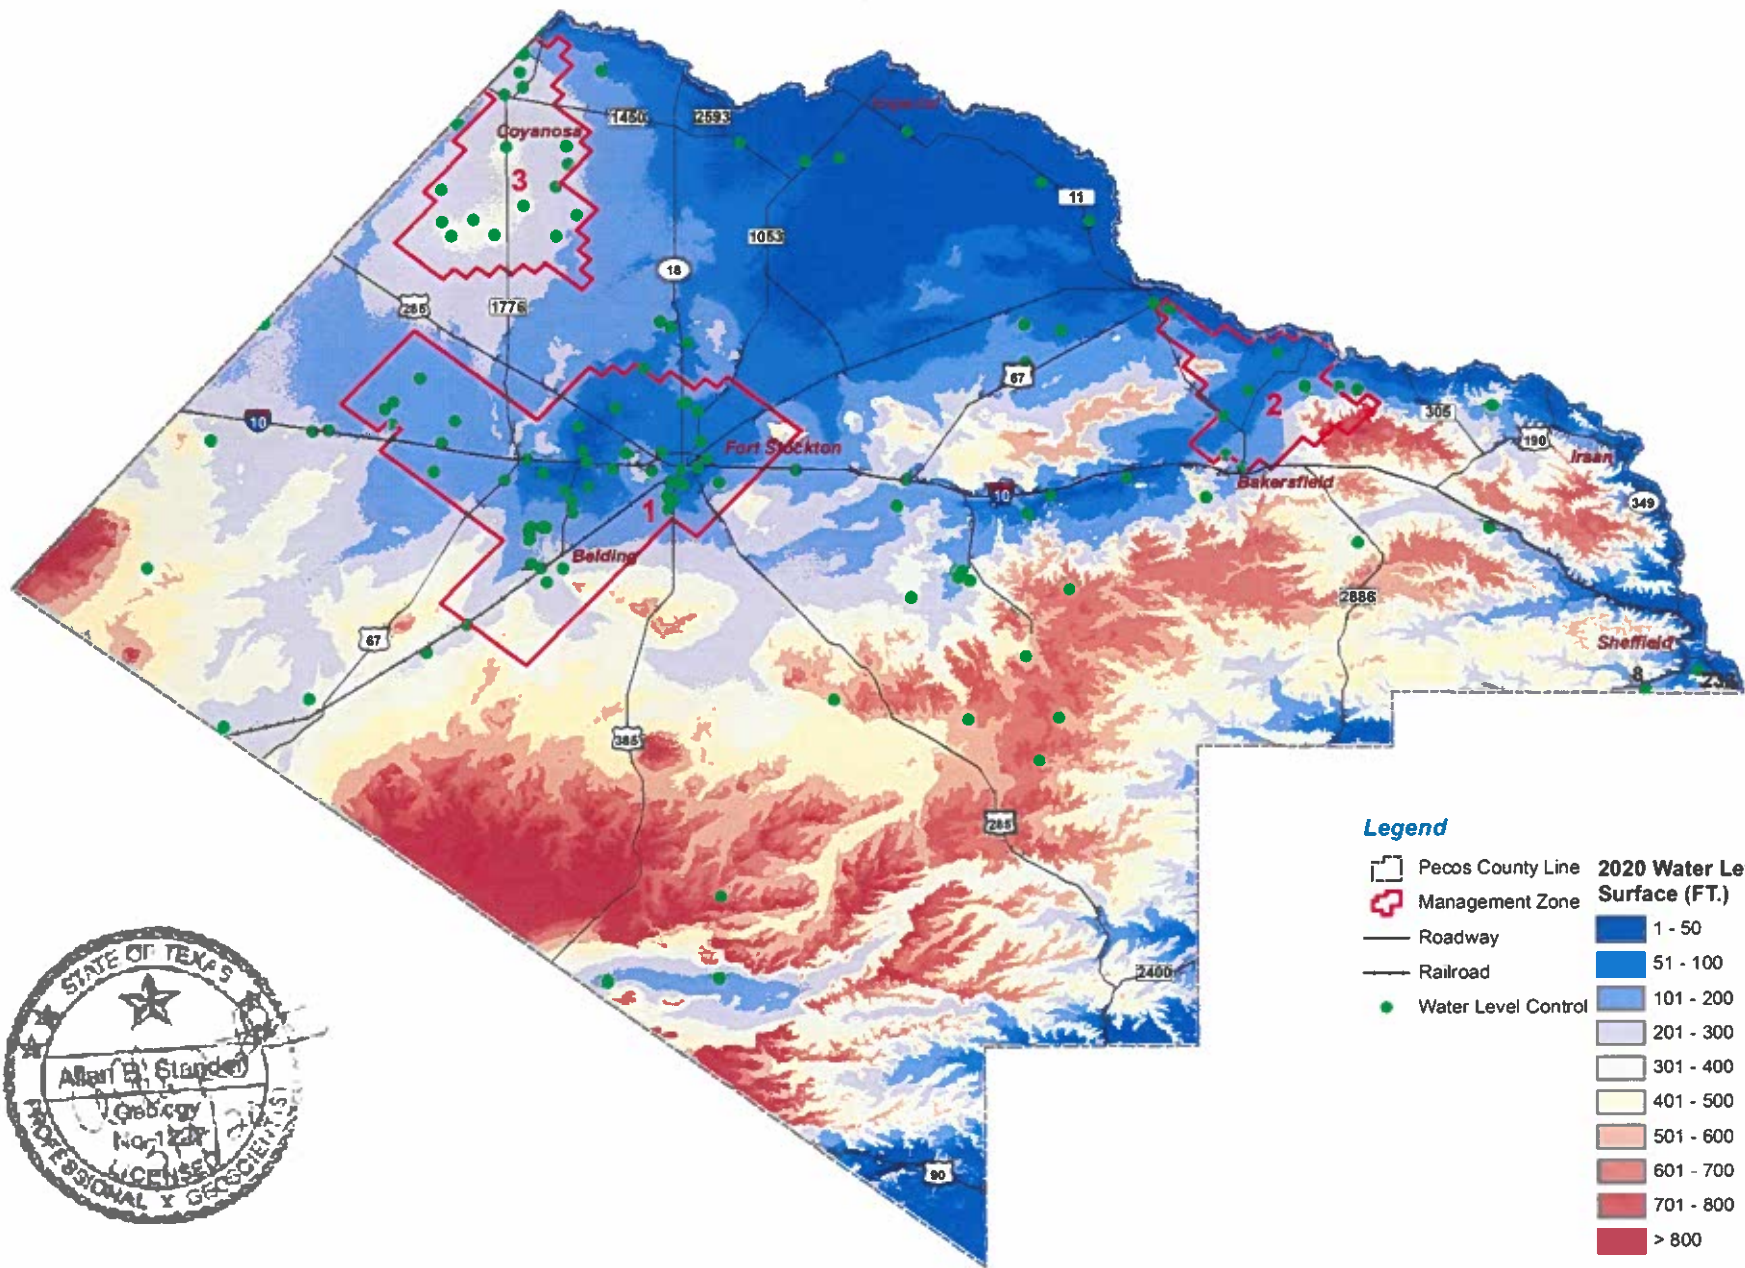 1450
2593
Coyanosa
3
11
1053
18
285
1776
67
2
305
190
Iraan
10
Fort Stockton
10
Bakersfield
349
1
Belding
2886
67
Sheffield
8
385
285
2400
90
Legend
Pecos County Line
Management Zone
Roadway
Railroad
Water Level Control
2020 Water Le
Surface (FT.)
1 - 50
51 - 100
101 - 200
201 - 300
301 - 400
401 - 500
501 - 600
601 - 700
701 - 800
> 800
STATE OF TEXAS
Allan B.
Geology
LICENSED
PROFESSIONAL GEOSCIENTIST